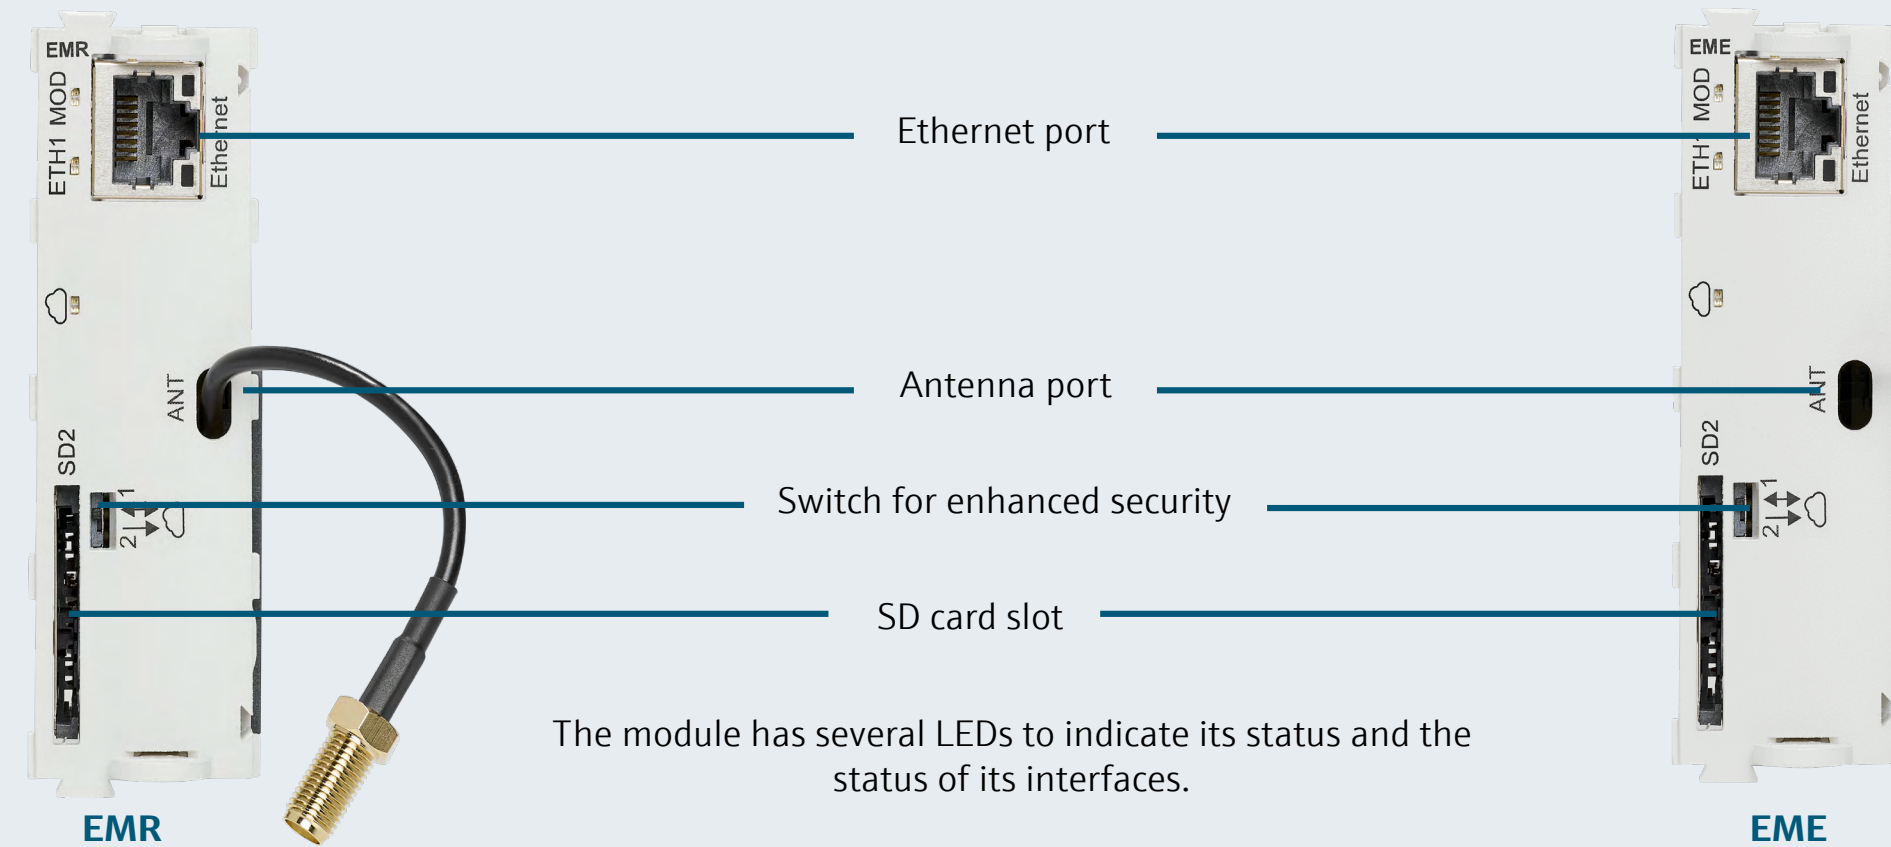 EMR
MOD
ETH1
Ethernet
ANT
SD2
1
2
Ethernet port
Antenna port
Switch for enhanced security
SD card slot
The module has several LEDs to indicate its status and the
status of its interfaces.
EMR
EME
MOD
ETH1
Ethernet
ANT
SD2
1
2
EME